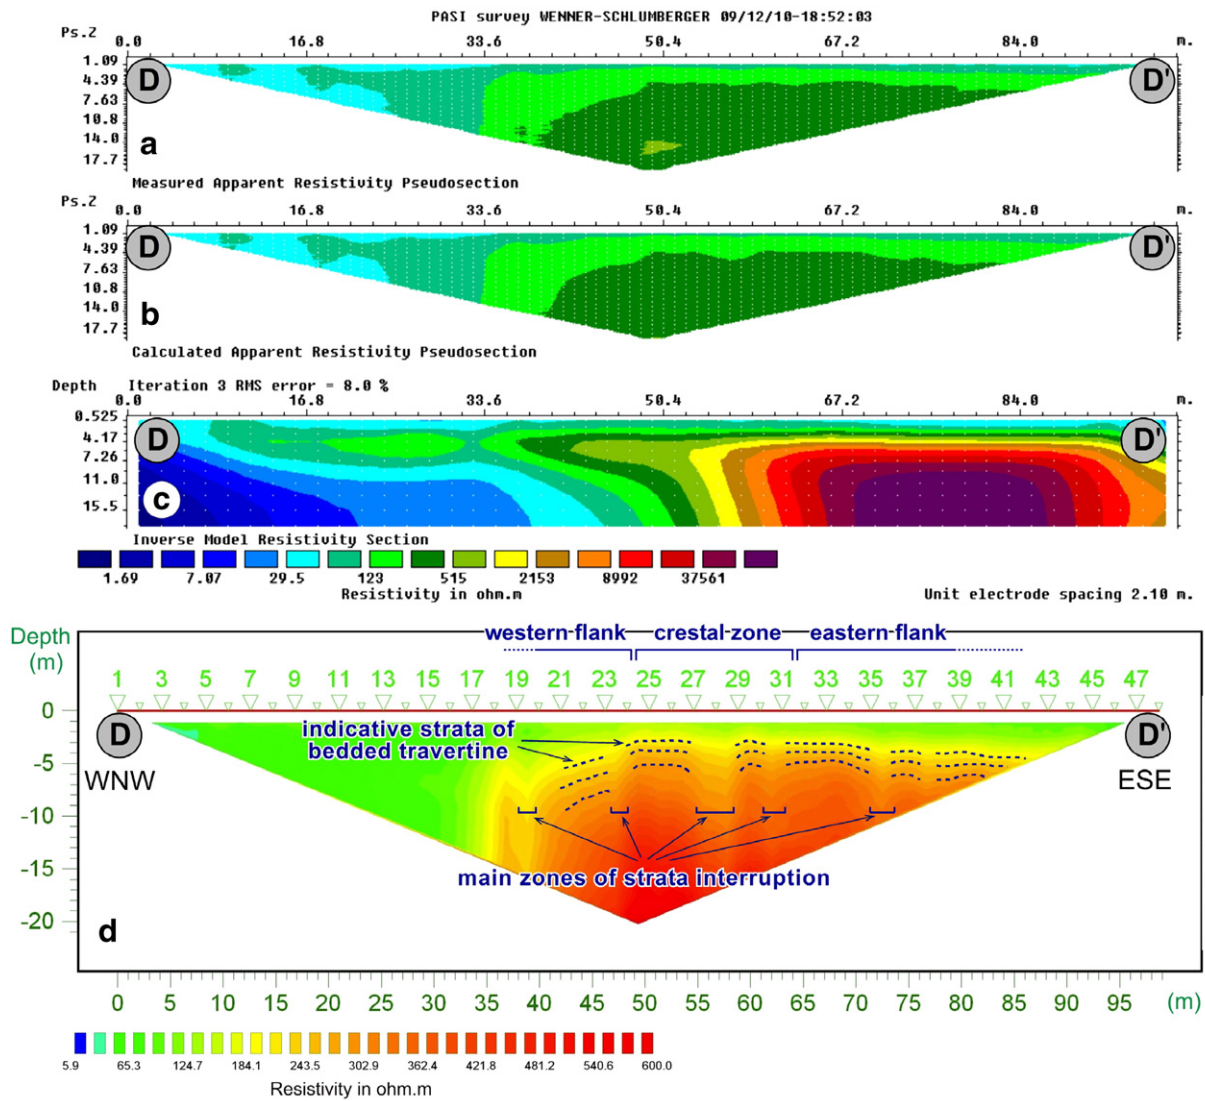 PASI survey WENNER-SCHLUMBERGER 09/12/10-18:52:03
Ps.Z
0.0 16.8 33.6 50.4 67.2 84.0 m.
1.09
4.39
7.63
10.8
14.0
17.7
D
D'
a
Measured Apparent Resistivity Pseudosection
Ps.Z
0.0 16.8 33.6 50.4 67.2 84.0 m.
1.09
4.39
7.63
10.8
14.0
17.7
D
D'
b
Calculated Apparent Resistivity Pseudosection
Depth Iteration 3 RMS error = 8.0 %
0.0 16.8 33.6 50.4 67.2 84.0 m.
0.525
4.17
7.26
11.0
15.5
D
D'
c
Inverse Model Resistivity Section
1.69 7.07 29.5 123 515 2153 8992 37561
Resistivity in ohm.m
Unit electrode spacing 2.10 m.
Depth
(m)
western flank crestal zone eastern flank
1 3 5 7 9 11 13 15 17 19 21 23 25 27 29 31 33 35 37 39 41 43 45 47
0
-5
-10
-15
-20
D
WNW
D'
ESE
indicative strata of
bedded travertine
main zones of strata interruption
d
0 5 10 15 20 25 30 35 40 45 50 55 60 65 70 75 80 85 90 95 (m)
5.9 65.3 124.7 184.1 243.5 302.9 362.4 421.8 481.2 540.6 600.0
Resistivity in ohm.m